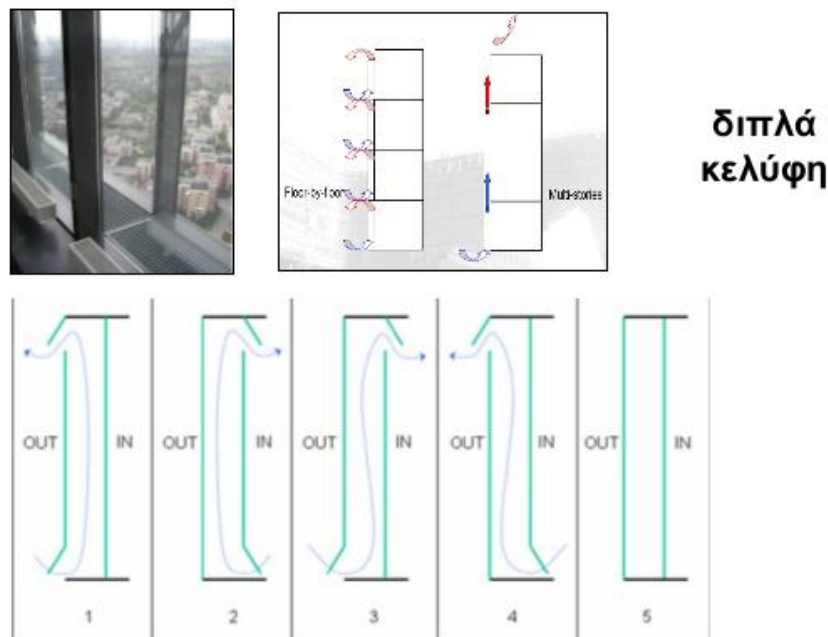 διπλά
κελύφη
Floor-by-floor
Multi-stories
OUT IN
OUT IN
OUT IN
OUT IN
OUT IN
1 2 3 4 5